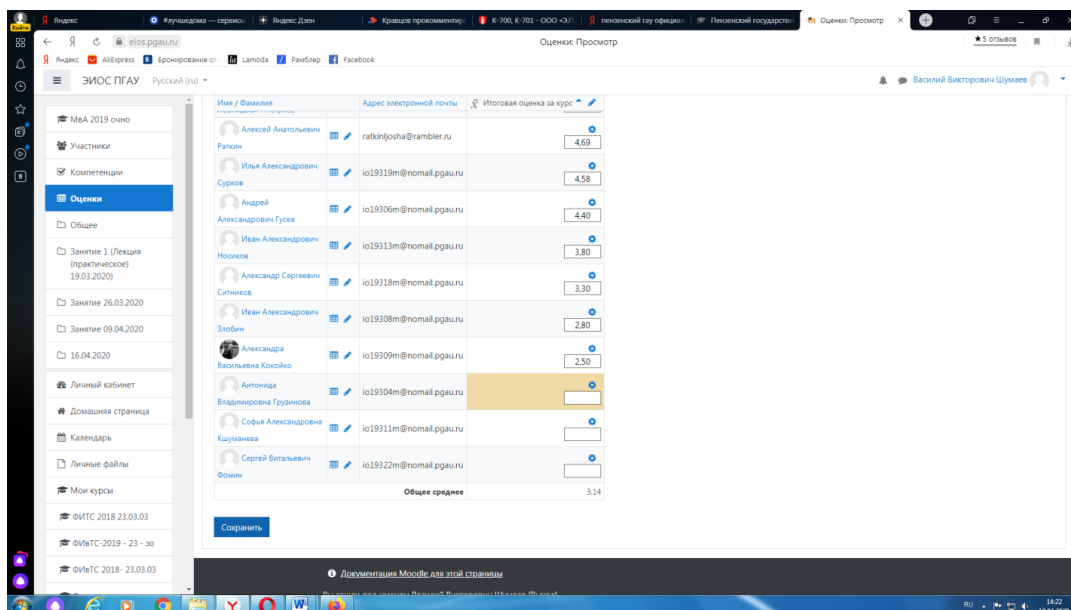 Яндекс
#лучшедома — сервисы
Яндекс Дзен
Кравцов прокомментир
К-700, К-701 - ООО «ЭЛ
пензенский гау официал
Пензенский государстве
Оценки: Просмотр
Войти
eios.pgau.ru
Оценки: Просмотр
★ 5 отзывов
Яндекс
AliExpress
Бронирование от
Lamoda
Рамблер
Facebook
ЭИОС ПГАУ
Русский (ru)
Василий Викторович Шумаев
МвА 2019 очно
Участники
Компетенции
Оценки
Общее
Занятие 1 (Лекция
(практическое)
19.03.2020)
Занятие 26.03.2020
Занятие 09.04.2020
16.04.2020
Личный кабинет
Домашняя страница
Календарь
Личные файлы
Мои курсы
ФИТС 2018 23.03.03
ФИвТС-2019 - 23 - зо
ФИвТС 2018- 23.03.03
Имя / Фамилия
Адрес электронной почты
Итоговая оценка за курс
Алексей Анатольевич
Раткин
ratkinljosha@rambler.ru
4,69
Илья Александрович
Сурков
io19319m@nomail.pgau.ru
4,58
Андрей
Александрович Гусев
io19306m@nomail.pgau.ru
4,40
Иван Александрович
Носиков
io19313m@nomail.pgau.ru
3,80
Александр Сергеевич
Ситников
io19318m@nomail.pgau.ru
3,30
Иван Александрович
Злобин
io19308m@nomail.pgau.ru
2,80
Александра
Васильевна Кокойко
io19309m@nomail.pgau.ru
2,50
Антонида
Владимировна Грузинова
io19304m@nomail.pgau.ru
Софья Александровна
Кшуманева
io19311m@nomail.pgau.ru
Сергей Витальевич
Фомин
io19322m@nomail.pgau.ru
Общее среднее
3,14
Сохранить
Документация Moodle для этой страницы
Вы зашли под именем Василий Викторович Шумаев (Выход)
RU
14:22